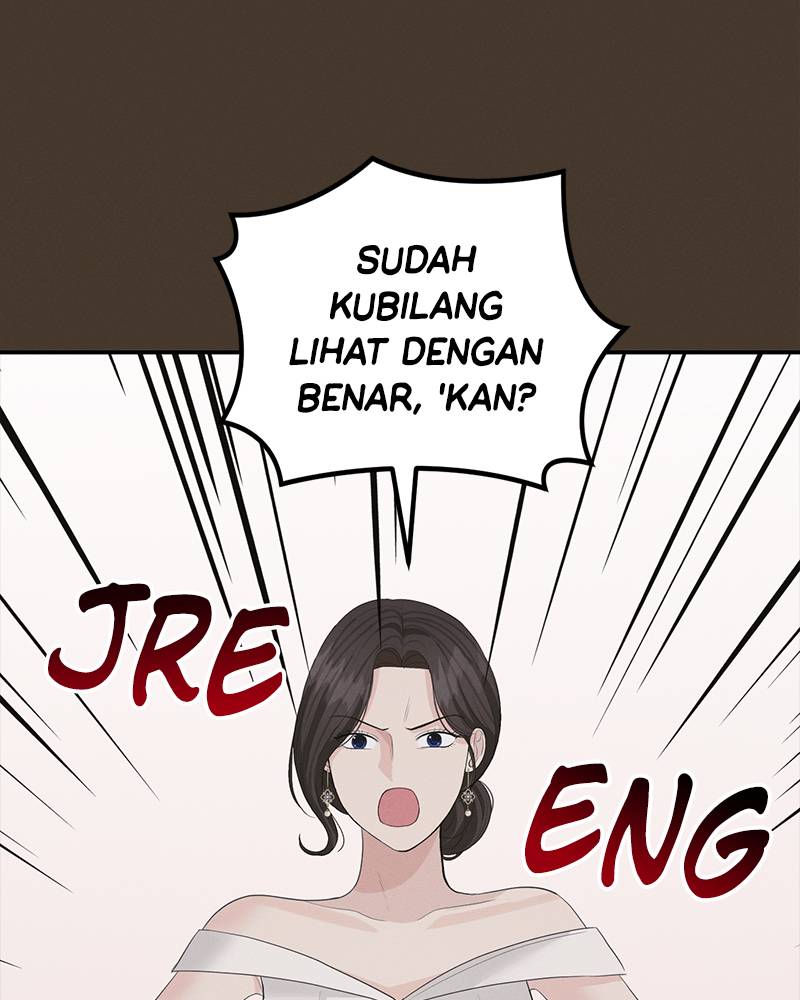 SUDAH
KUBILANG
LIHAT DENGAN
BENAR, 'KAN?
JRE
ENG